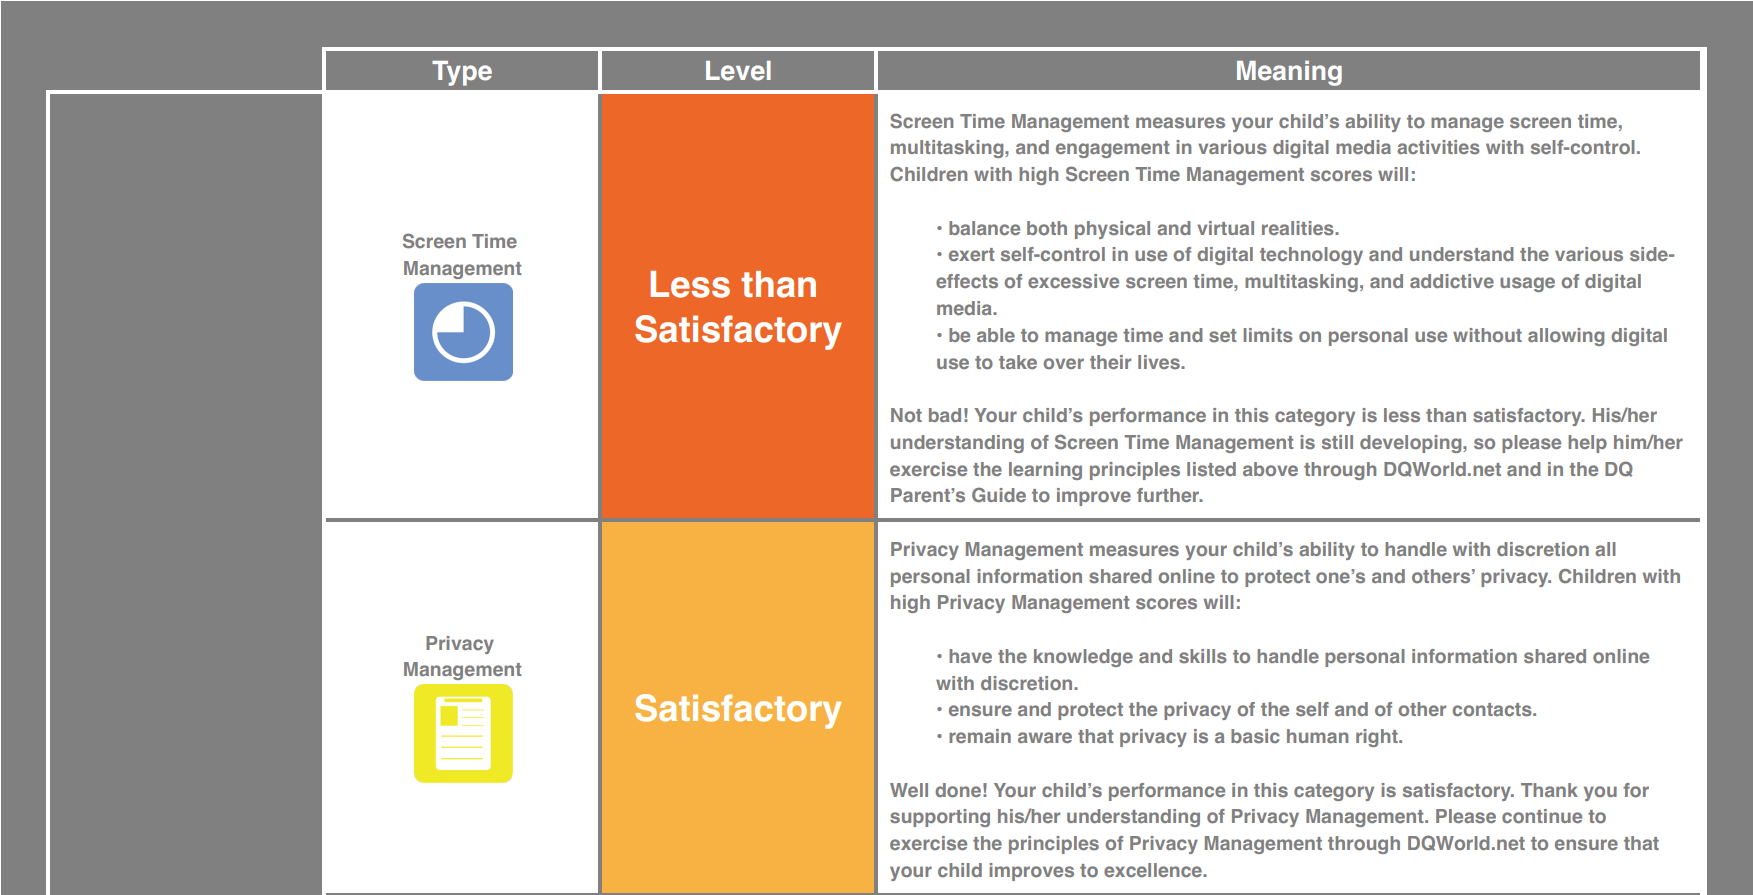 Type
Level
Meaning
Screen Time
Management
Less than
Satisfactory
Screen Time Management measures your child’s ability to manage screen time,
multitasking, and engagement in various digital media activities with self-control.
Children with high Screen Time Management scores will:
• balance both physical and virtual realities.
• exert self-control in use of digital technology and understand the various side-
effects of excessive screen time, multitasking, and addictive usage of digital
media.
• be able to manage time and set limits on personal use without allowing digital
use to take over their lives.
Not bad! Your child’s performance in this category is less than satisfactory. His/her
understanding of Screen Time Management is still developing, so please help him/her
exercise the learning principles listed above through DQWorld.net and in the DQ
Parent’s Guide to improve further.
Privacy
Management
Satisfactory
Privacy Management measures your child’s ability to handle with discretion all
personal information shared online to protect one’s and others’ privacy. Children with
high Privacy Management scores will:
• have the knowledge and skills to handle personal information shared online
with discretion.
• ensure and protect the privacy of the self and of other contacts.
• remain aware that privacy is a basic human right.
Well done! Your child’s performance in this category is satisfactory. Thank you for
supporting his/her understanding of Privacy Management. Please continue to
exercise the principles of Privacy Management through DQWorld.net to ensure that
your child improves to excellence.